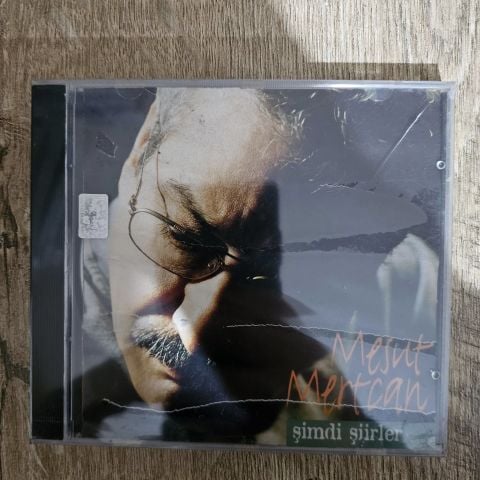 Mesut
Mertcan
şimdi şiirler